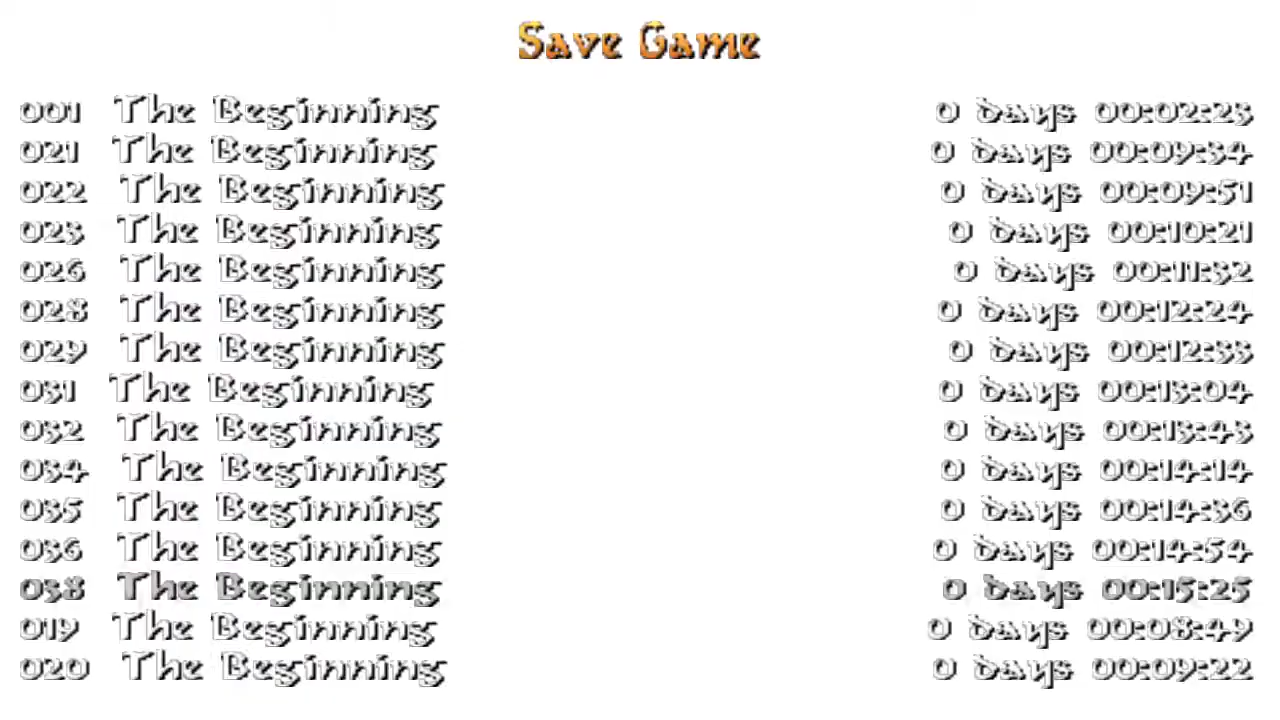 Save Game
001 The Beginning 0 days 00:02:23
021 The Beginning 0 days 00:09:34
022 The Beginning 0 days 00:09:51
023 The Beginning 0 days 00:10:21
026 The Beginning 0 days 00:11:32
028 The Beginning 0 days 00:12:24
029 The Beginning 0 days 00:12:33
031 The Beginning 0 days 00:13:04
032 The Beginning 0 days 00:13:43
034 The Beginning 0 days 00:14:14
035 The Beginning 0 days 00:14:36
036 The Beginning 0 days 00:14:54
038 The Beginning 0 days 00:15:25
019 The Beginning 0 days 00:08:49
020 The Beginning 0 days 00:09:22